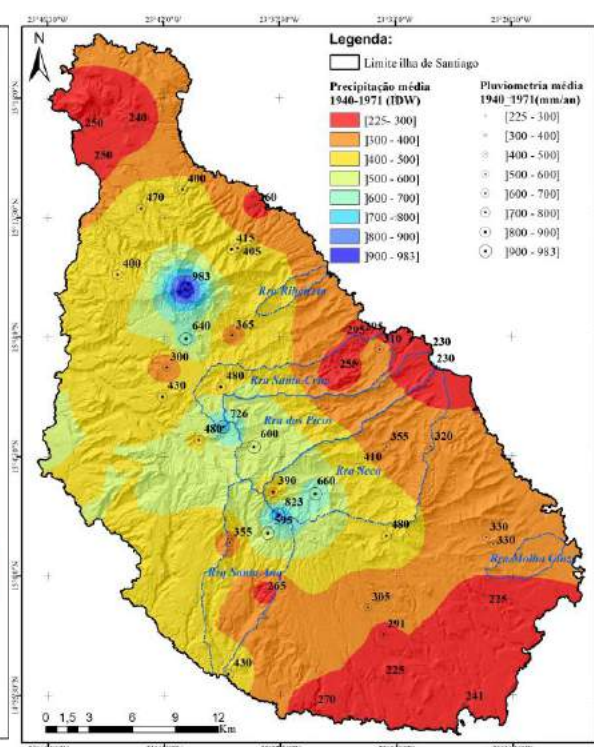 N
Legenda:
Limite ilha de Santiago
Precipitação média
1940-1971 (IDW)
[225- 300]
]300 - 400]
]400 - 500]
]500 - 600]
]600 - 700]
]700 - 800]
]800 - 900]
]900 - 983]
Pluviometria média
1940_1971(mm/an)
[225 - 300]
]300 - 400]
]400 - 500]
]500 - 600]
]600 - 700]
]700 - 800]
]800 - 900]
]900 - 983]
250
240
250
400
470
260
415
405
400
983
Rra
640
365
295
310
230
230
300
255
480
Rra Santa Cruz
430
726
Rra dos Picos
480
600
355
320
410
Rra Seca
390
660
823
595
480
355
330
330
Rra Santa Ana
265
305
291
225
430
225
270
241
0 1,5 3 6 9 12
Km